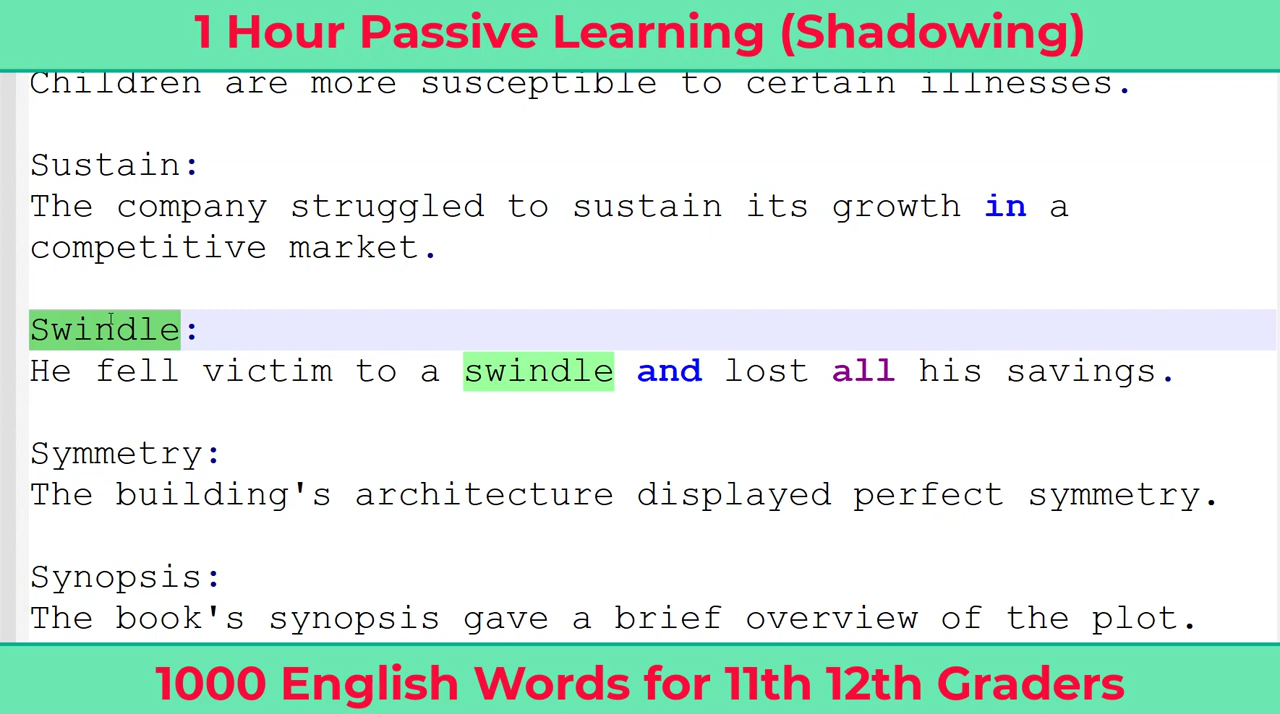 1 Hour Passive Learning (Shadowing)
Children are more susceptible to certain illnesses.
Sustain:
The company struggled to sustain its growth in a
competitive market.
Swindle:
He fell victim to a swindle and lost all his savings.
Symmetry:
The building's architecture displayed perfect symmetry.
Synopsis:
The book's synopsis gave a brief overview of the plot.
1000 English Words for 11th 12th Graders